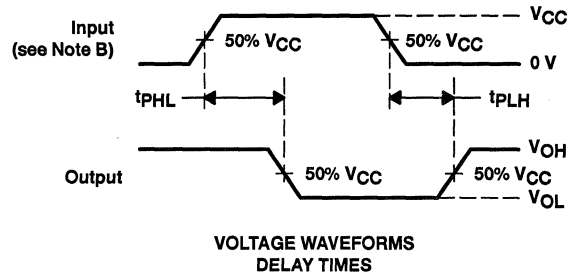 Input
(see Note B)
VCC
50% VCC
50% VCC
0 V
tPHL
tPLH
Output
VOH
50% VCC
50% VCC
VOL
VOLTAGE WAVEFORMS
DELAY TIMES